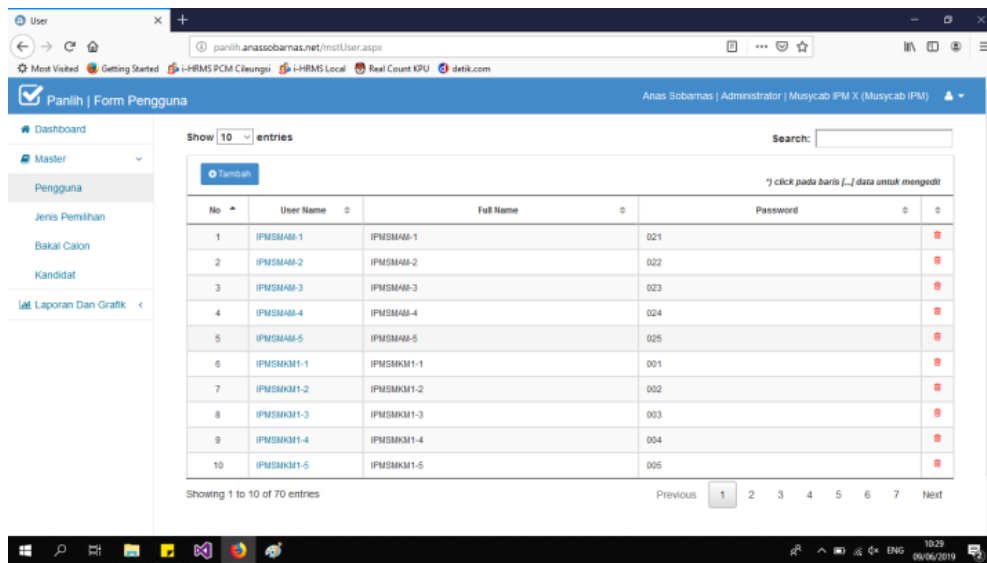 User
panlih.anassobarnas.net/mstUser.aspx
Most Visited Getting Started i-HRMS PCM Cileungsi i-HRMS Local Real Count KPU detik.com
Panlih | Form Pengguna
Anas Sobarnas | Administrator | Musycab IPM X (Musycab IPM)
Dashboard
Master
Pengguna
Jenis Pemilihan
Bakal Calon
Kandidat
Laporan Dan Grafik
Show 10 entries
Search:
Tambah
*) click pada baris [...] data untuk mengedit
No User Name Full Name Password
1 IPMSMAM-1 IPMSMAM-1 021
2 IPMSMAM-2 IPMSMAM-2 022
3 IPMSMAM-3 IPMSMAM-3 023
4 IPMSMAM-4 IPMSMAM-4 024
5 IPMSMAM-5 IPMSMAM-5 025
6 IPMSMKM1-1 IPMSMKM1-1 001
7 IPMSMKM1-2 IPMSMKM1-2 002
8 IPMSMKM1-3 IPMSMKM1-3 003
9 IPMSMKM1-4 IPMSMKM1-4 004
10 IPMSMKM1-5 IPMSMKM1-5 005
Showing 1 to 10 of 70 entries
Previous 1 2 3 4 5 6 7 Next
ENG
10:29
09/06/2019